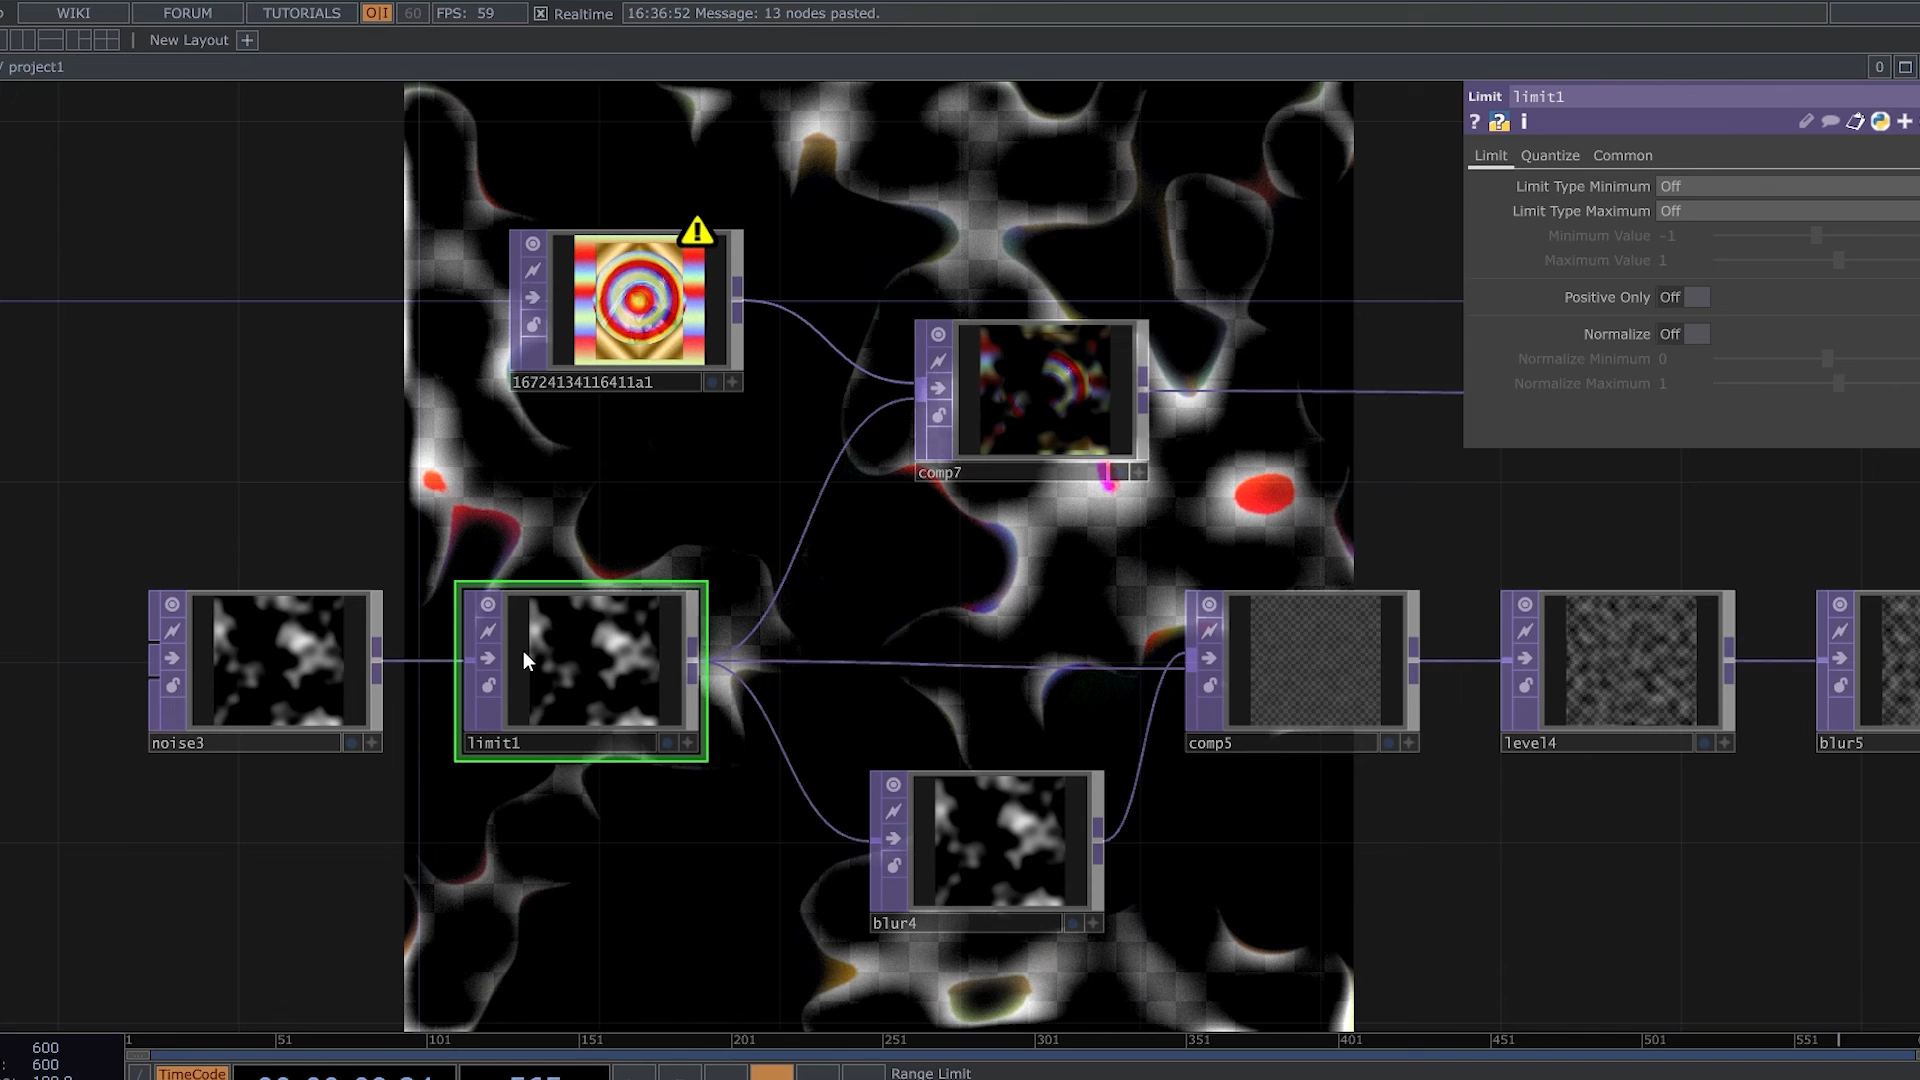 WIKI FORUM TUTORIALS O|I 60 FPS: 59 Realtime 16:36:52 Message: 13 nodes pasted.
New Layout +
/ project1 0
Limit limit1
? ? i
Limit Quantize Common
Limit Type Minimum Off
Limit Type Maximum Off
Minimum Value -1
Maximum Value 1
Positive Only Off
Normalize Off
Normalize Minimum 0
Normalize Maximum 1
16724134116411a1
comp7
noise3
limit1
comp5
level4
blur5
blur4
1 51 101 151 201 251 301 351 401 451 501 551
600
600
TimeCode
Range Limit